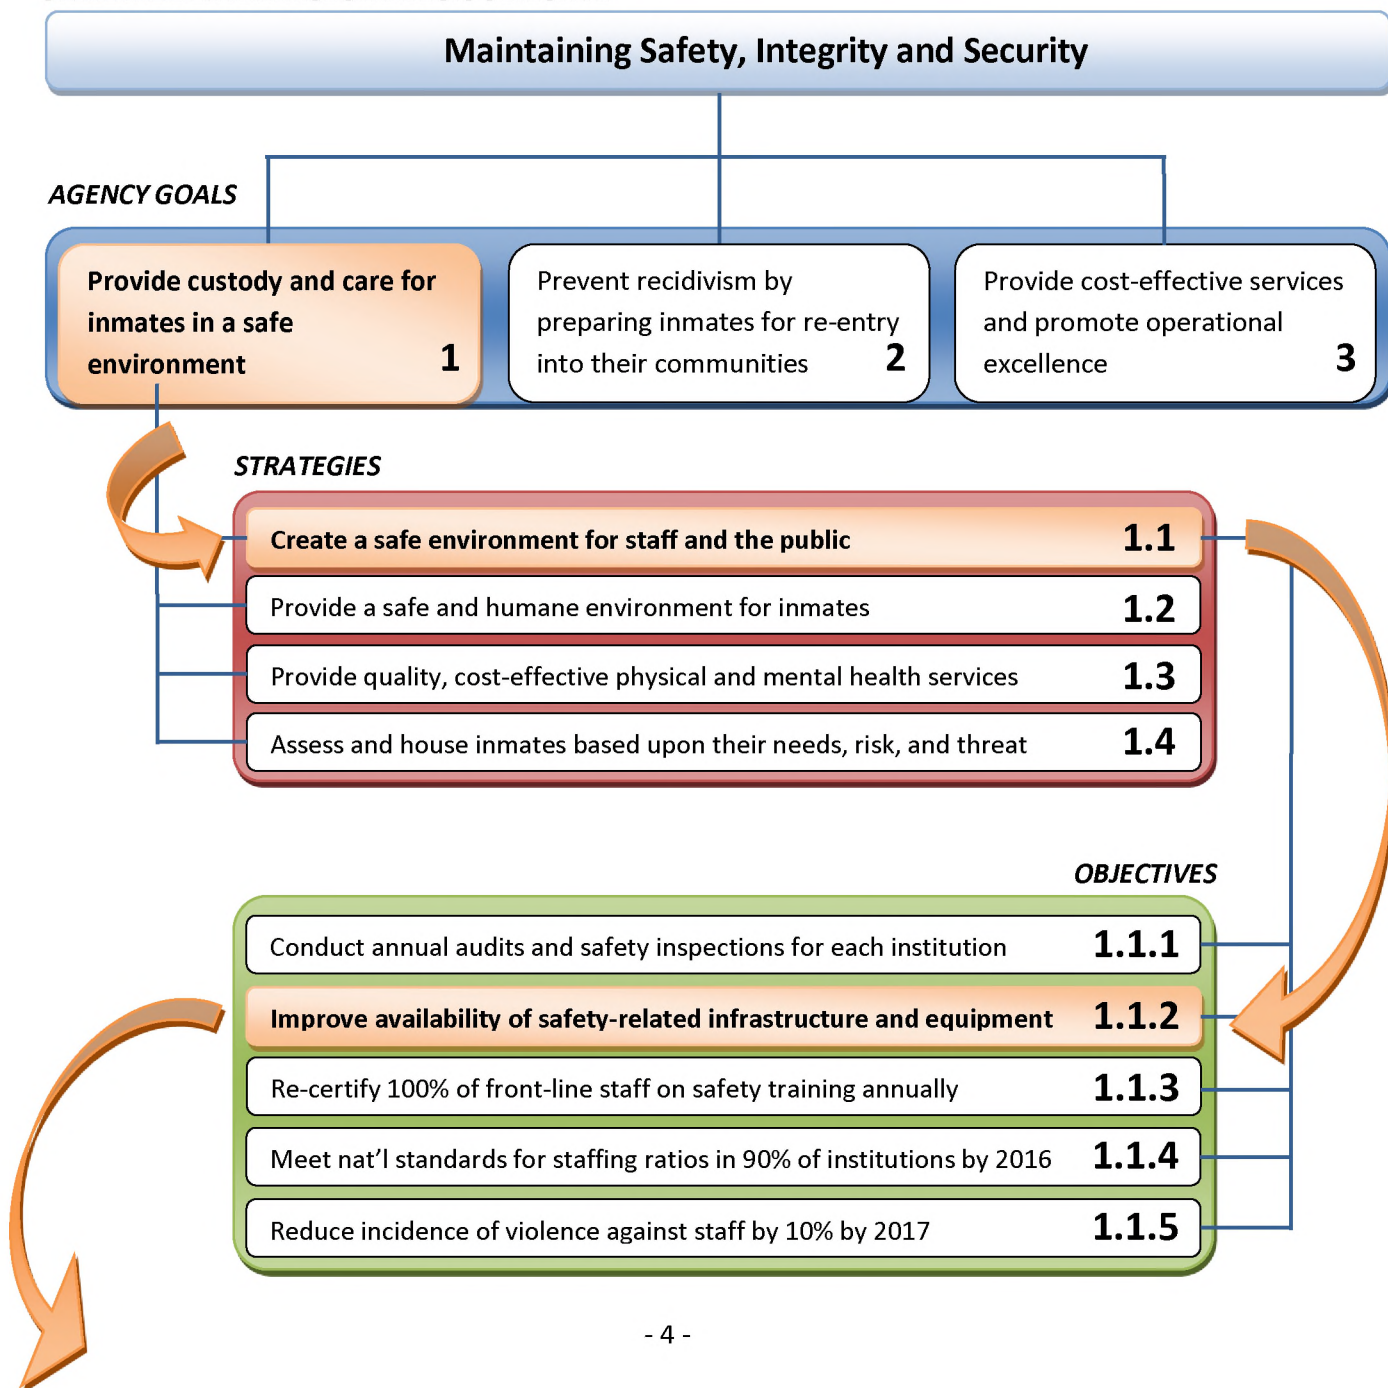 Maintaining Safety, Integrity and Security
AGENCY GOALS
Provide custody and care for
inmates in a safe
environment 1
Prevent recidivism by
preparing inmates for re-entry
into their communities 2
Provide cost-effective services
and promote operational
excellence 3
STRATEGIES
Create a safe environment for staff and the public 1.1
Provide a safe and humane environment for inmates 1.2
Provide quality, cost-effective physical and mental health services 1.3
Assess and house inmates based upon their needs, risk, and threat 1.4
OBJECTIVES
Conduct annual audits and safety inspections for each institution 1.1.1
Improve availability of safety-related infrastructure and equipment 1.1.2
Re-certify 100% of front-line staff on safety training annually 1.1.3
Meet nat’l standards for staffing ratios in 90% of institutions by 2016 1.1.4
Reduce incidence of violence against staff by 10% by 2017 1.1.5
- 4 -